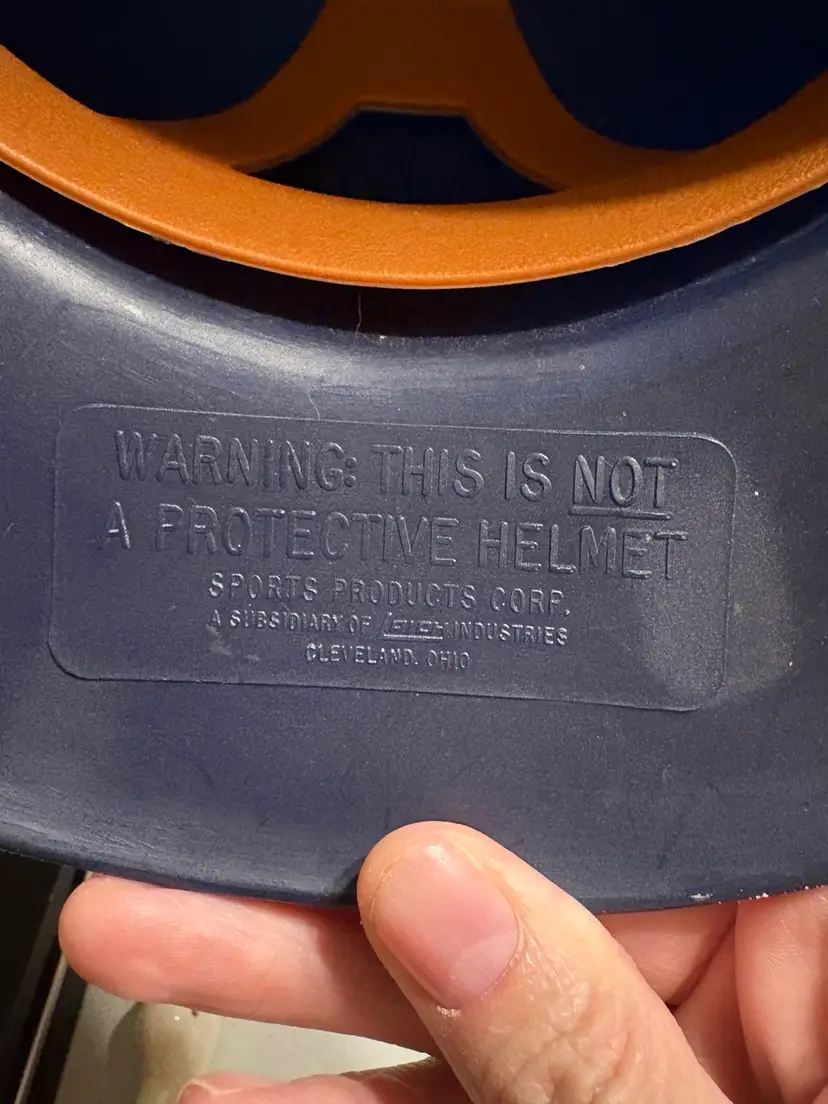 WARNING: THIS IS NOT
A PROTECTIVE HELMET
SPORTS PRODUCTS CORP.
A SUBSIDIARY OF INDUSTRIES
CLEVELAND, OHIO